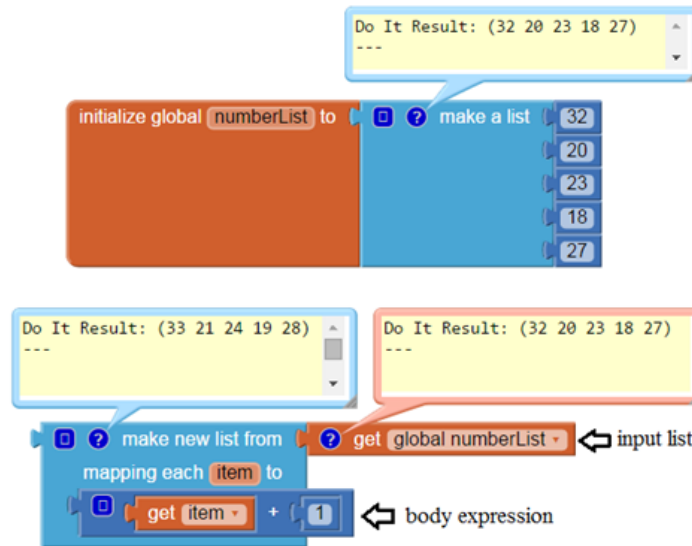 Do It Result: (32 20 23 18 27)
---
initialize global numberList to make a list 32
20
23
18
27
Do It Result: (33 21 24 19 28)
---
Do It Result: (32 20 23 18 27)
---
? make new list from ? get global numberList input list
mapping each item to
get item + 1 body expression